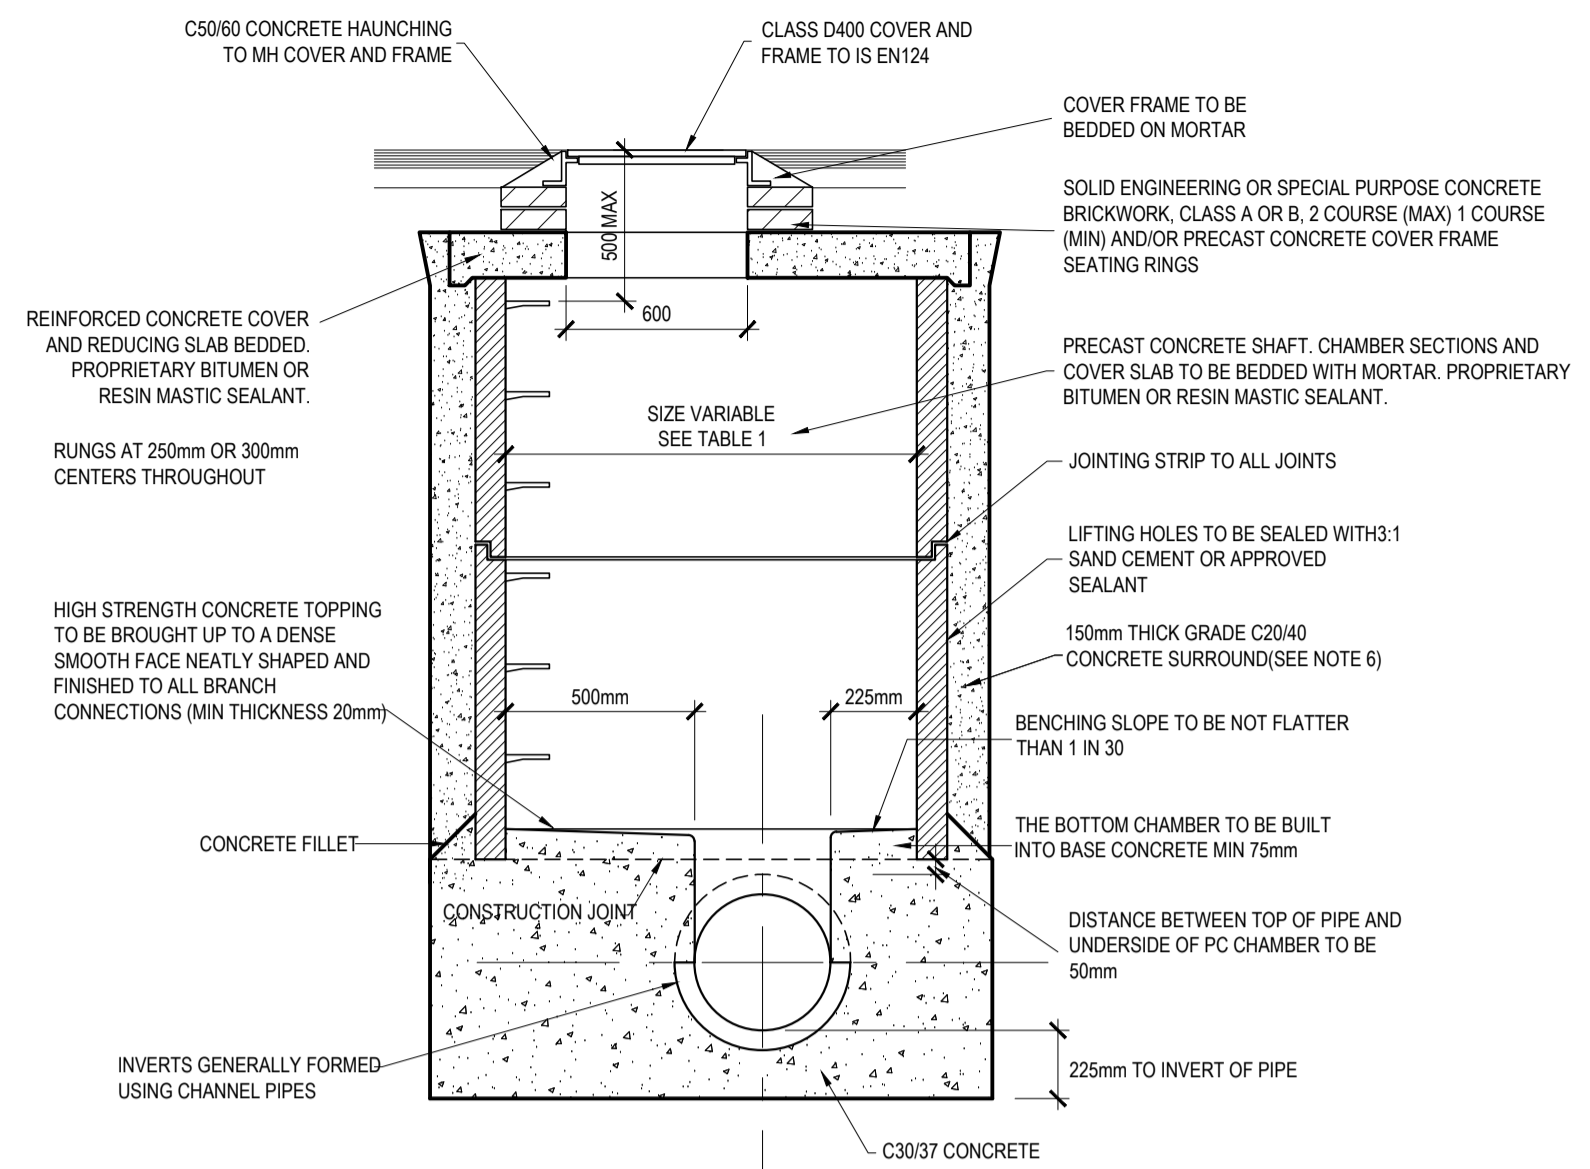 C50/60 CONCRETE HAUNCHING
TO MH COVER AND FRAME
CLASS D400 COVER AND
FRAME TO IS EN124
COVER FRAME TO BE
BEDDED ON MORTAR
SOLID ENGINEERING OR SPECIAL PURPOSE CONCRETE
BRICKWORK, CLASS A OR B, 2 COURSE (MAX) 1 COURSE
(MIN) AND/OR PRECAST CONCRETE COVER FRAME
SEATING RINGS
500 MAX
600
REINFORCED CONCRETE COVER
AND REDUCING SLAB BEDDED.
PROPRIETARY BITUMEN OR
RESIN MASTIC SEALANT.
PRECAST CONCRETE SHAFT. CHAMBER SECTIONS AND
COVER SLAB TO BE BEDDED WITH MORTAR. PROPRIETARY
BITUMEN OR RESIN MASTIC SEALANT.
SIZE VARIABLE
SEE TABLE 1
RUNGS AT 250mm OR 300mm
CENTERS THROUGHOUT
JOINTING STRIP TO ALL JOINTS
LIFTING HOLES TO BE SEALED WITH3:1
SAND CEMENT OR APPROVED
SEALANT
HIGH STRENGTH CONCRETE TOPPING
TO BE BROUGHT UP TO A DENSE
SMOOTH FACE NEATLY SHAPED AND
FINISHED TO ALL BRANCH
CONNECTIONS (MIN THICKNESS 20mm)
150mm THICK GRADE C20/40
CONCRETE SURROUND(SEE NOTE 6)
500mm
225mm
BENCHING SLOPE TO BE NOT FLATTER
THAN 1 IN 30
THE BOTTOM CHAMBER TO BE BUILT
INTO BASE CONCRETE MIN 75mm
CONCRETE FILLET
CONSTRUCTION JOINT
DISTANCE BETWEEN TOP OF PIPE AND
UNDERSIDE OF PC CHAMBER TO BE
50mm
INVERTS GENERALLY FORMED
USING CHANNEL PIPES
225mm TO INVERT OF PIPE
C30/37 CONCRETE